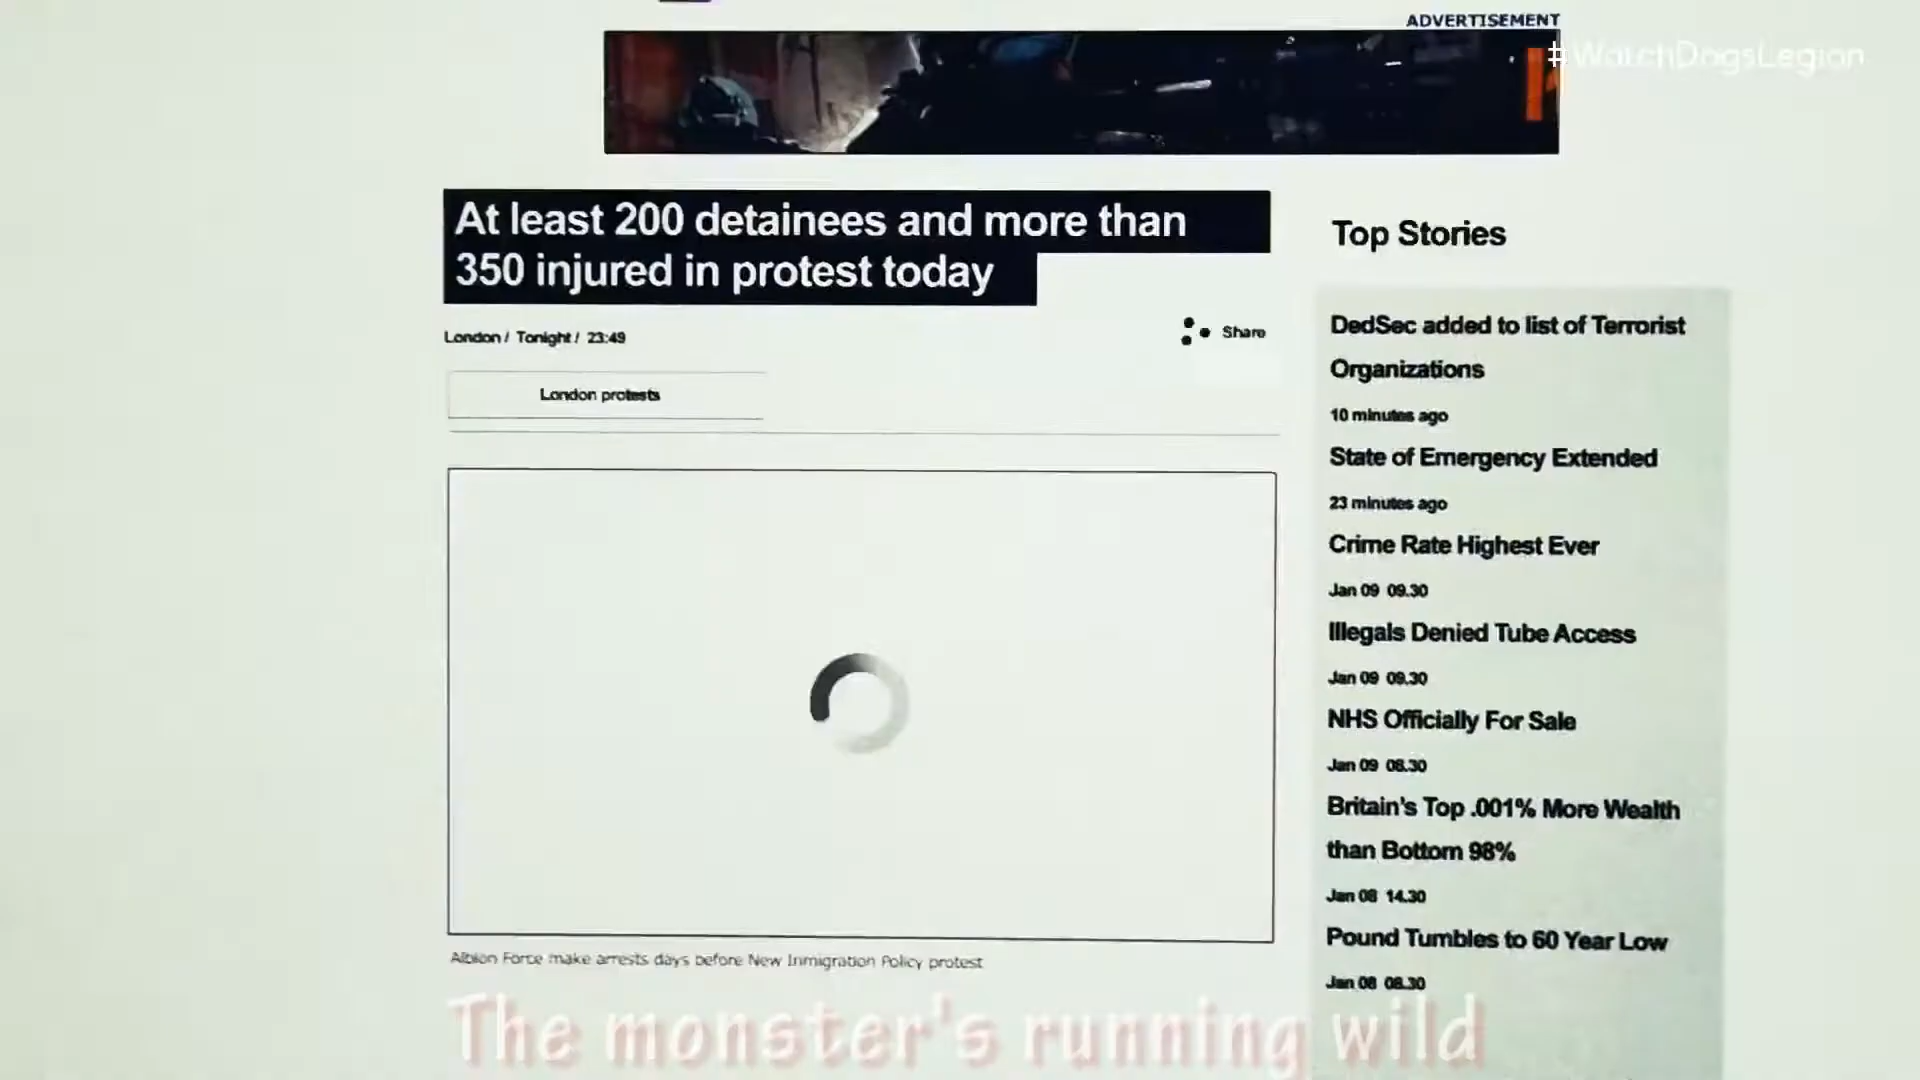 ADVERTISEMENT
#WatchDogsLegion
At least 200 detainees and more than
350 injured in protest today
London / Tonight / 23:49
Share
London protests
Albion Force make arrests days before New Inmigration Policy protest
Top Stories
DedSec added to list of Terrorist
Organizations
10 minutes ago
State of Emergency Extended
23 minutes ago
Crime Rate Highest Ever
Jan 09 09.30
Illegals Denied Tube Access
Jan 09 09.30
NHS Officially For Sale
Jan 09 08.30
Britain's Top .001% More Wealth
than Bottom 98%
Jan 08 14.30
Pound Tumbles to 60 Year Low
Jan 08 08.30
The monster's running wild